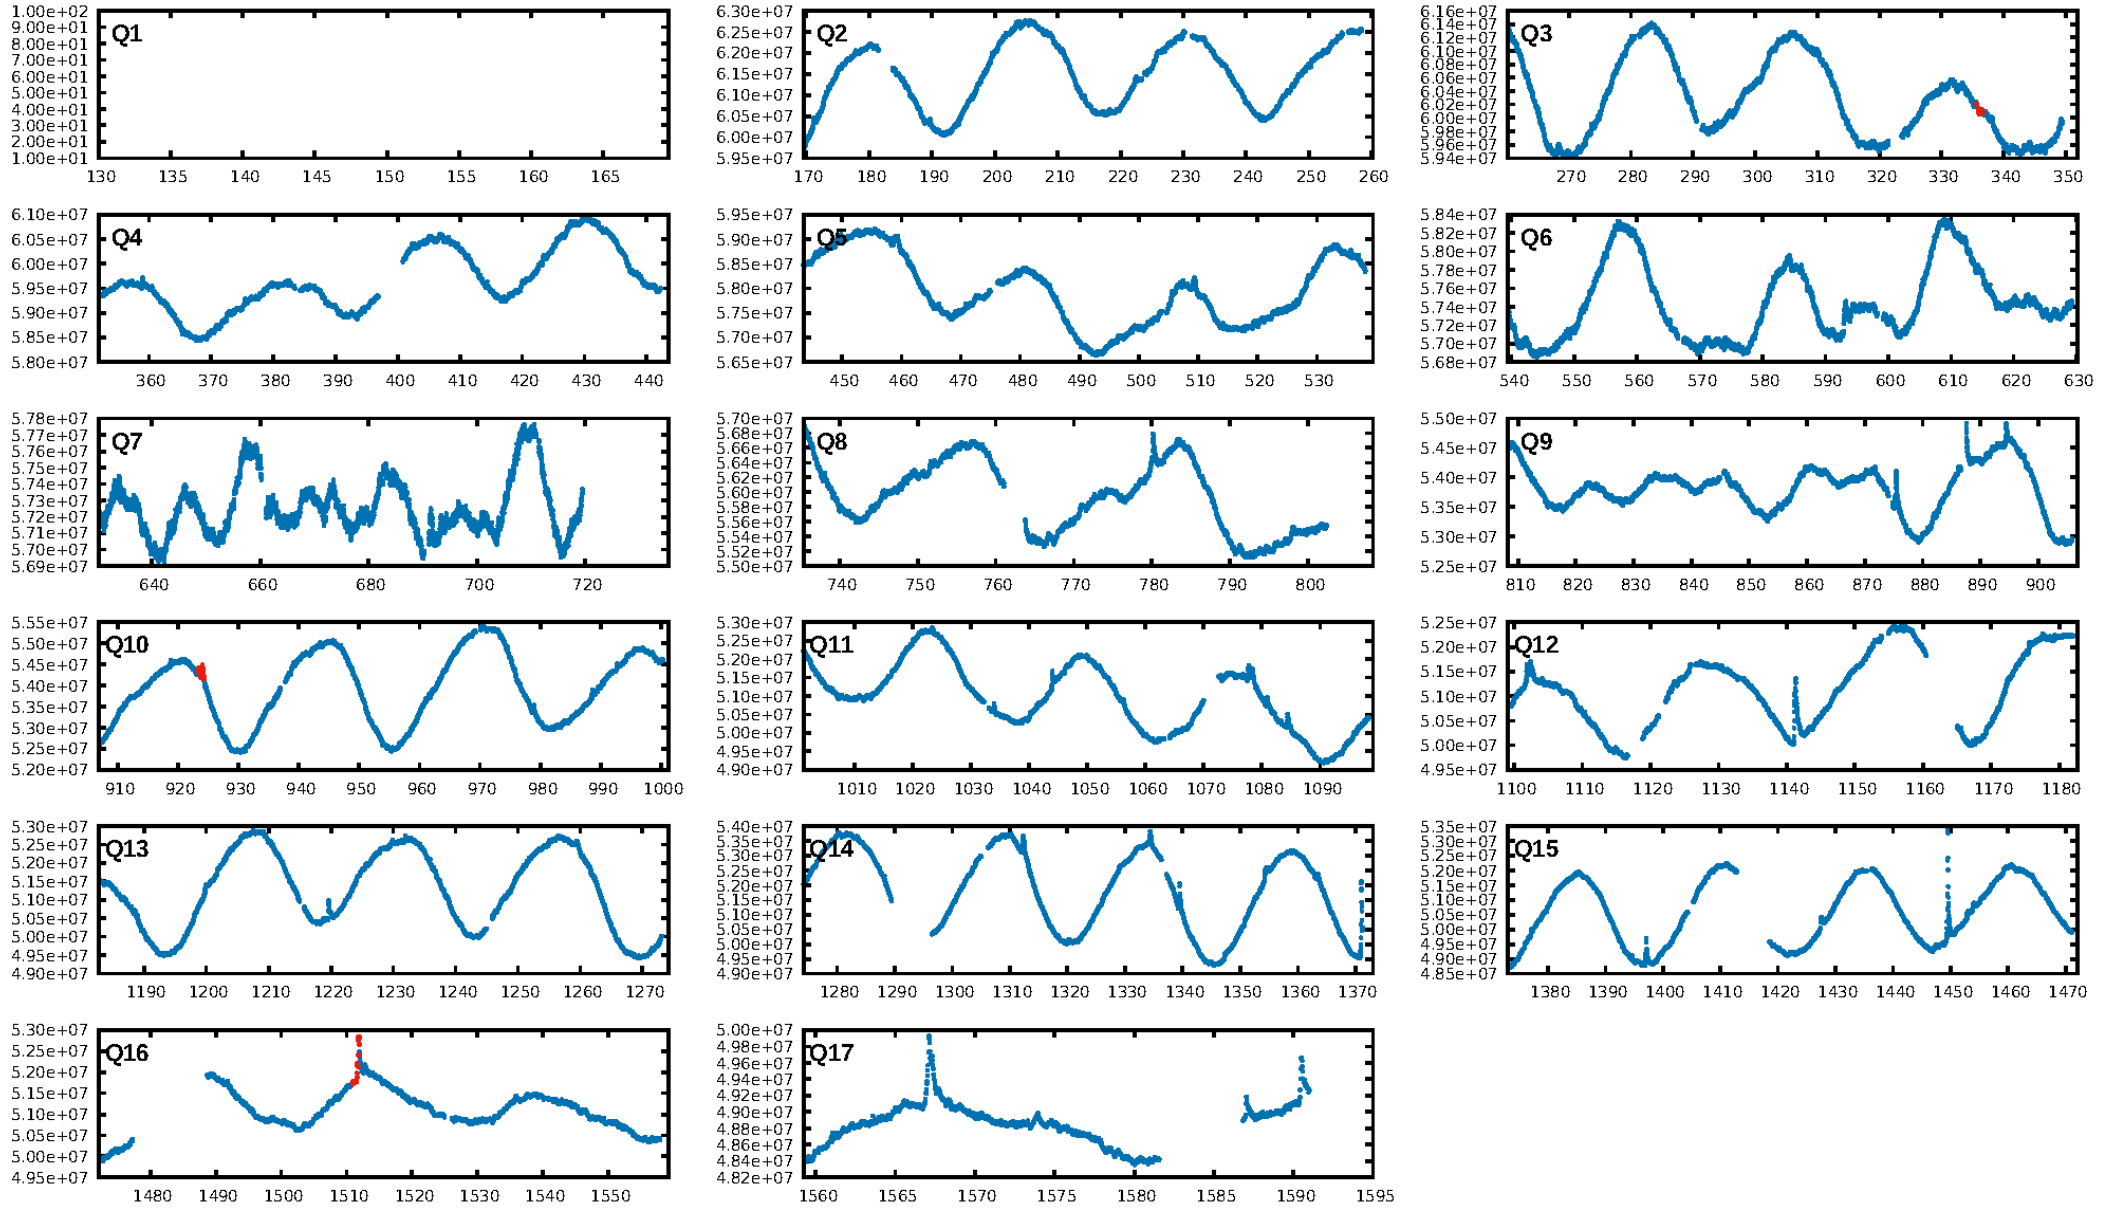 Q1
1.00e+02
9.00e+01
8.00e+01
7.00e+01
6.00e+01
5.00e+01
4.00e+01
3.00e+01
2.00e+01
1.00e+01
130 135 140 145 150 155 160 165
Q2
6.30e+07
6.25e+07
6.20e+07
6.15e+07
6.10e+07
6.05e+07
6.00e+07
5.95e+07
170 180 190 200 210 220 230 240 250 260
Q3
6.16e+07
6.14e+07
6.12e+07
6.10e+07
6.08e+07
6.06e+07
6.04e+07
6.02e+07
6.00e+07
5.98e+07
5.96e+07
5.94e+07
270 280 290 300 310 320 330 340 350
Q4
6.10e+07
6.05e+07
6.00e+07
5.95e+07
5.90e+07
5.85e+07
5.80e+07
360 370 380 390 400 410 420 430 440
Q5
5.95e+07
5.90e+07
5.85e+07
5.80e+07
5.75e+07
5.70e+07
5.65e+07
450 460 470 480 490 500 510 520 530
Q6
5.84e+07
5.82e+07
5.80e+07
5.78e+07
5.76e+07
5.74e+07
5.72e+07
5.70e+07
5.68e+07
540 550 560 570 580 590 600 610 620 630
Q7
5.78e+07
5.77e+07
5.76e+07
5.75e+07
5.74e+07
5.73e+07
5.72e+07
5.71e+07
5.70e+07
5.69e+07
640 660 680 700 720
Q8
5.70e+07
5.68e+07
5.66e+07
5.64e+07
5.62e+07
5.60e+07
5.58e+07
5.56e+07
5.54e+07
5.52e+07
5.50e+07
740 750 760 770 780 790 800
Q9
5.50e+07
5.45e+07
5.40e+07
5.35e+07
5.30e+07
5.25e+07
810 820 830 840 850 860 870 880 890 900
Q10
5.55e+07
5.50e+07
5.45e+07
5.40e+07
5.35e+07
5.30e+07
5.25e+07
5.20e+07
910 920 930 940 950 960 970 980 990 1000
Q11
5.30e+07
5.25e+07
5.20e+07
5.15e+07
5.10e+07
5.05e+07
5.00e+07
4.95e+07
4.90e+07
1010 1020 1030 1040 1050 1060 1070 1080 1090
Q12
5.25e+07
5.20e+07
5.15e+07
5.10e+07
5.05e+07
5.00e+07
4.95e+07
1100 1110 1120 1130 1140 1150 1160 1170 1180
Q13
5.30e+07
5.25e+07
5.20e+07
5.15e+07
5.10e+07
5.05e+07
5.00e+07
4.95e+07
4.90e+07
1190 1200 1210 1220 1230 1240 1250 1260 1270
Q14
5.40e+07
5.35e+07
5.30e+07
5.25e+07
5.20e+07
5.15e+07
5.10e+07
5.05e+07
5.00e+07
4.95e+07
4.90e+07
1280 1290 1300 1310 1320 1330 1340 1350 1360 1370
Q15
5.35e+07
5.30e+07
5.25e+07
5.20e+07
5.15e+07
5.10e+07
5.05e+07
5.00e+07
4.95e+07
4.90e+07
4.85e+07
1380 1390 1400 1410 1420 1430 1440 1450 1460 1470
Q16
5.30e+07
5.25e+07
5.20e+07
5.15e+07
5.10e+07
5.05e+07
5.00e+07
4.95e+07
1480 1490 1500 1510 1520 1530 1540 1550
Q17
5.00e+07
4.98e+07
4.96e+07
4.94e+07
4.92e+07
4.90e+07
4.88e+07
4.86e+07
4.84e+07
4.82e+07
1560 1565 1570 1575 1580 1585 1590 1595